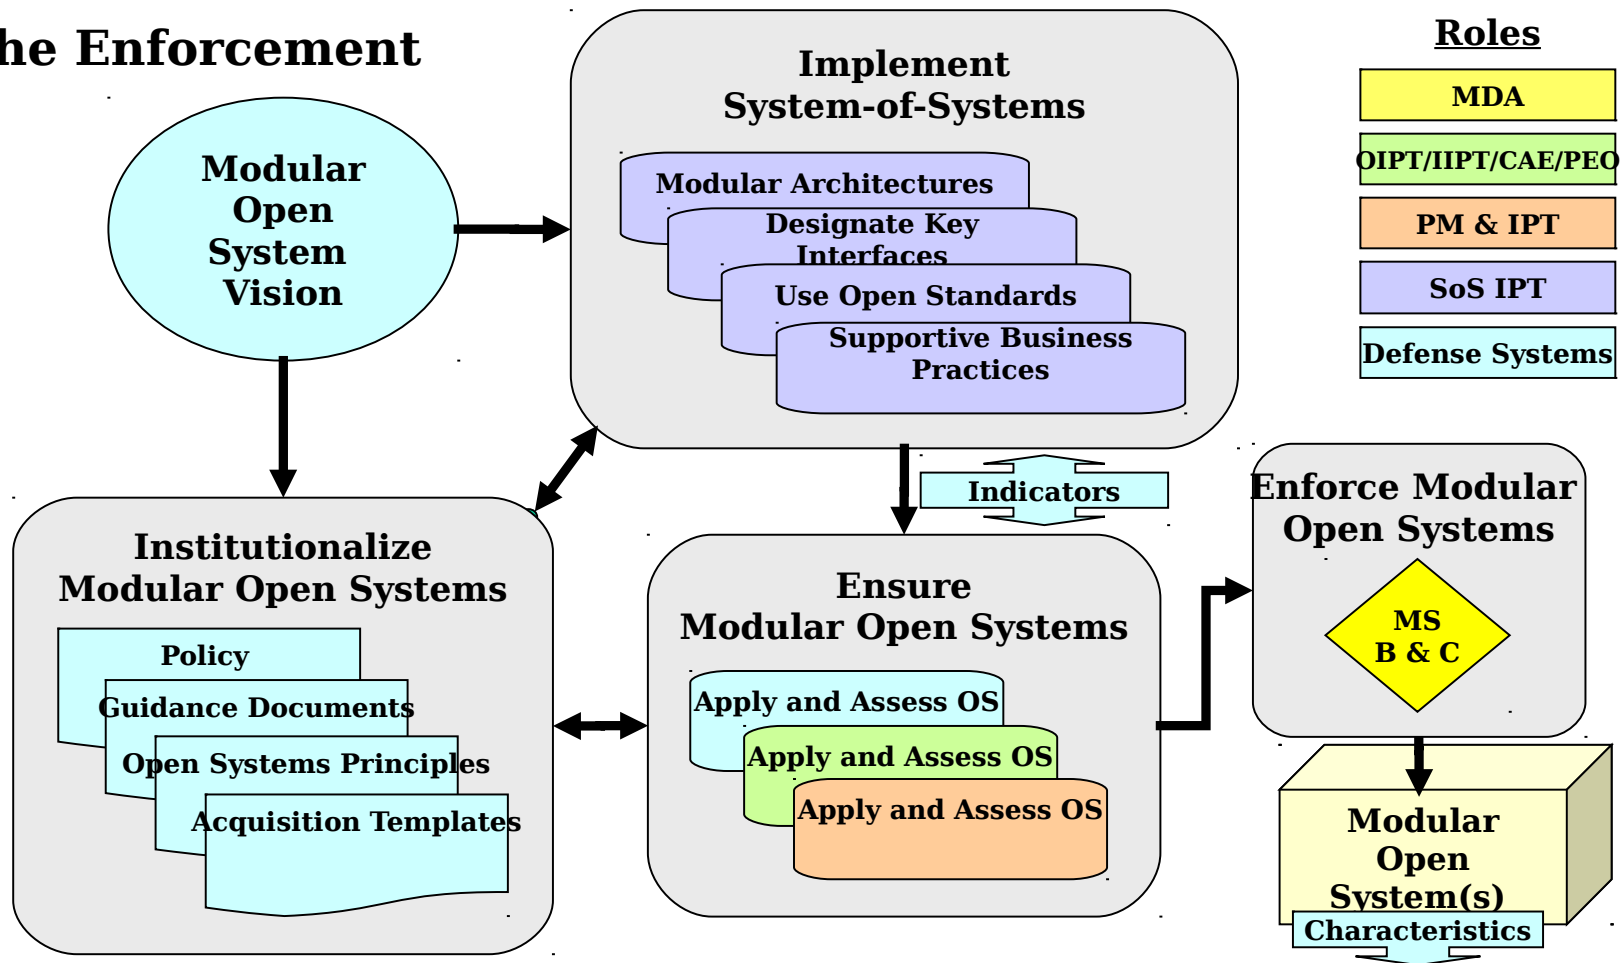 he Enforcement
Modular
Open
System
Vision
Implement
System-of-Systems
Modular Architectures
Designate Key
Interfaces
Use Open Standards
Supportive Business
Practices
Roles
MDA
OIPT/IIPT/CAE/PEO
PM & IPT
SoS IPT
Defense Systems
Indicators
Institutionalize
Modular Open Systems
Policy
Guidance Documents
Open Systems Principles
Acquisition Templates
Ensure
Modular Open Systems
Apply and Assess OS
Apply and Assess OS
Apply and Assess OS
Enforce Modular
Open Systems
MS
B & C
Modular
Open
System(s)
Characteristics